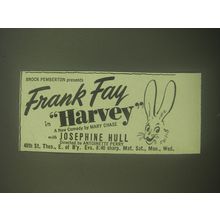 BROCK PEMBERTON presents
Frank Fay
in "Harvey"
A New Comedy by MARY CHASE
with JOSEPHINE HULL
Directed by ANTOINETTE PERRY
48th St. Thea., E. of B'y. Evs. 8:40 sharp. Mat. Sat., Mon., Wed.